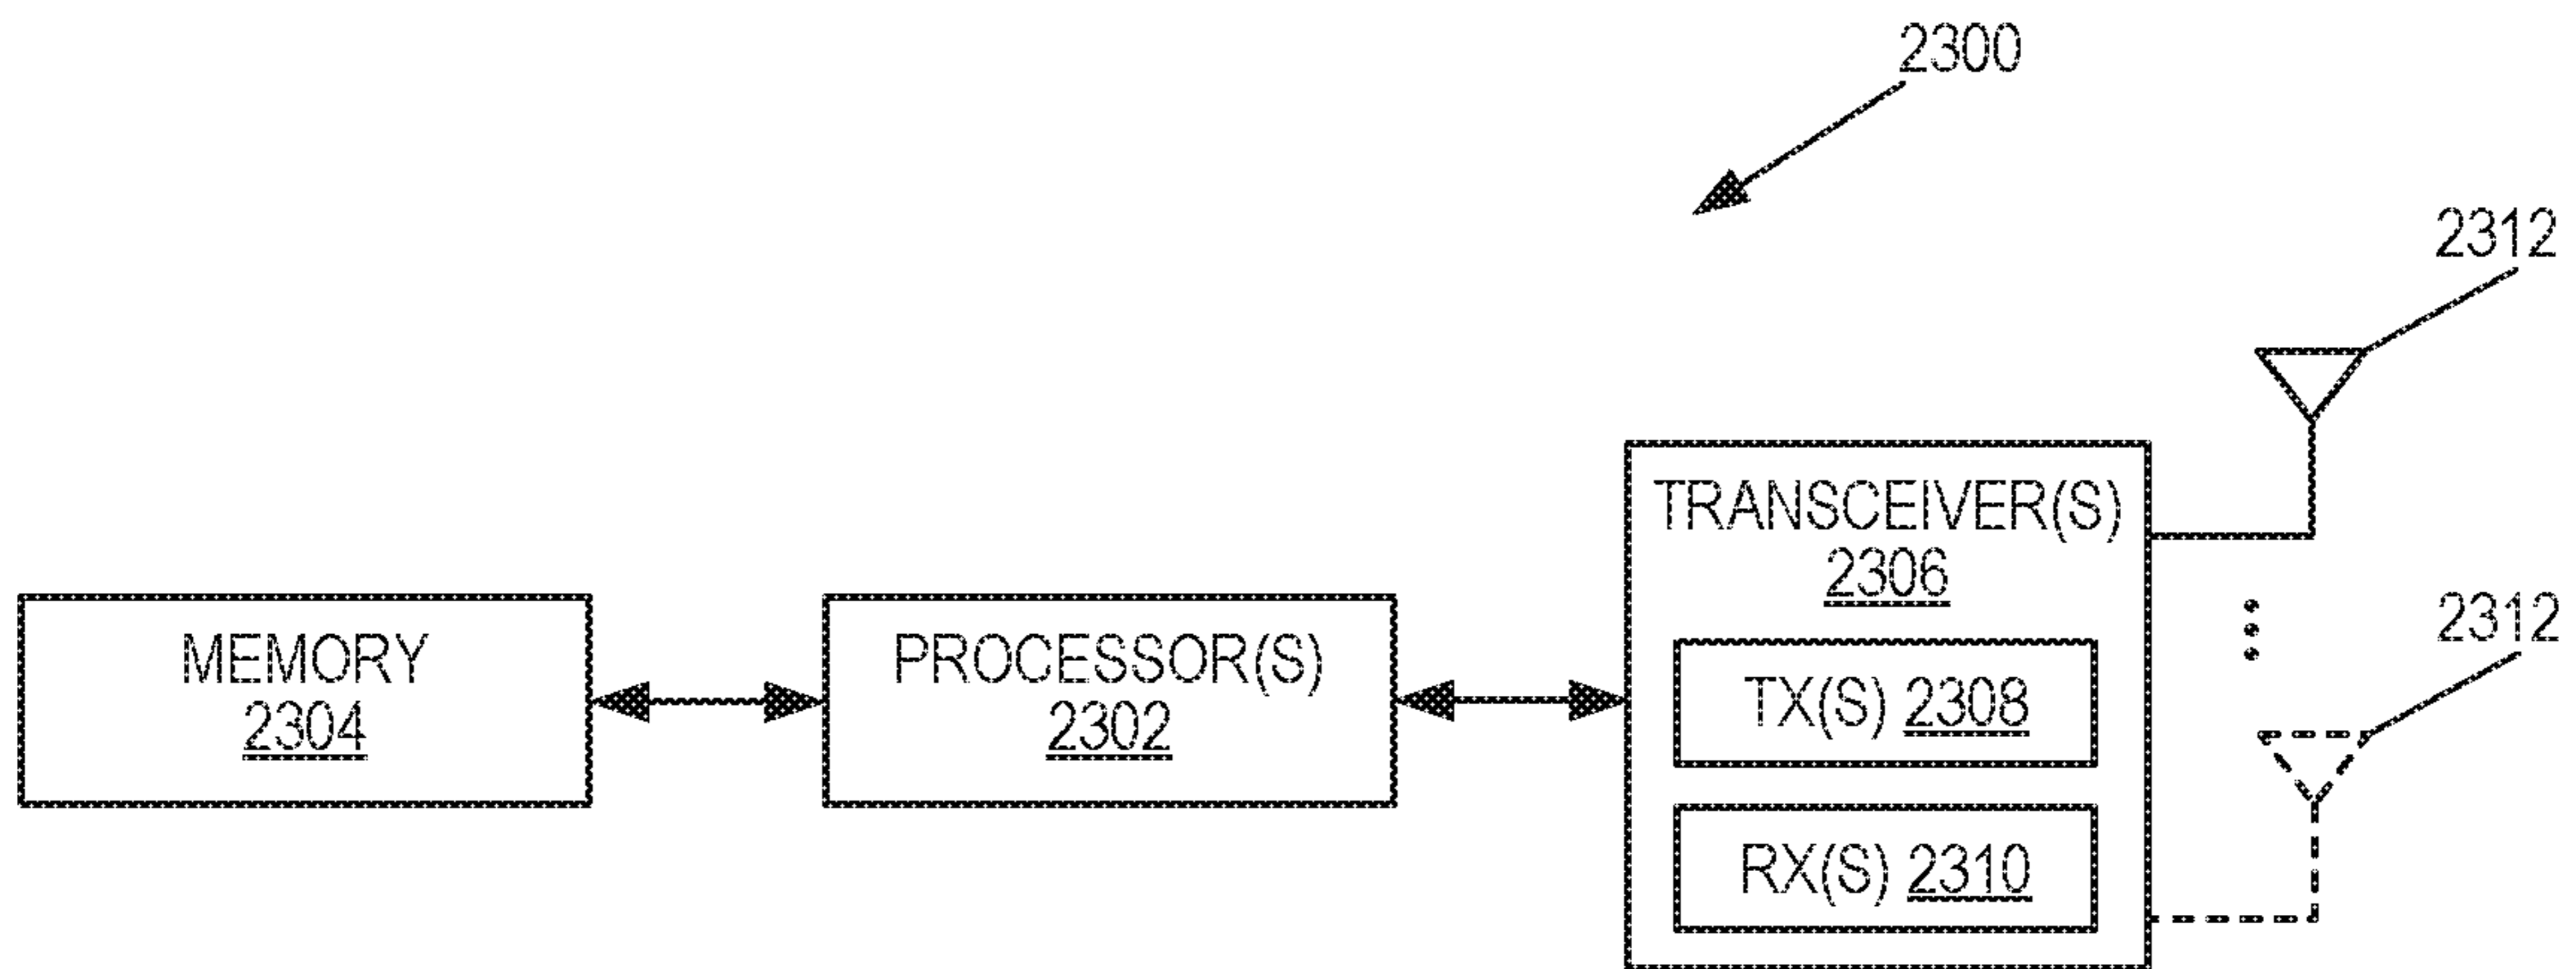 2300
2312
TRANSCEIVER(S)
2306
MEMORY
2304
PROCESSOR(S)
2302
TX(S) 2308
RX(S) 2310
2312